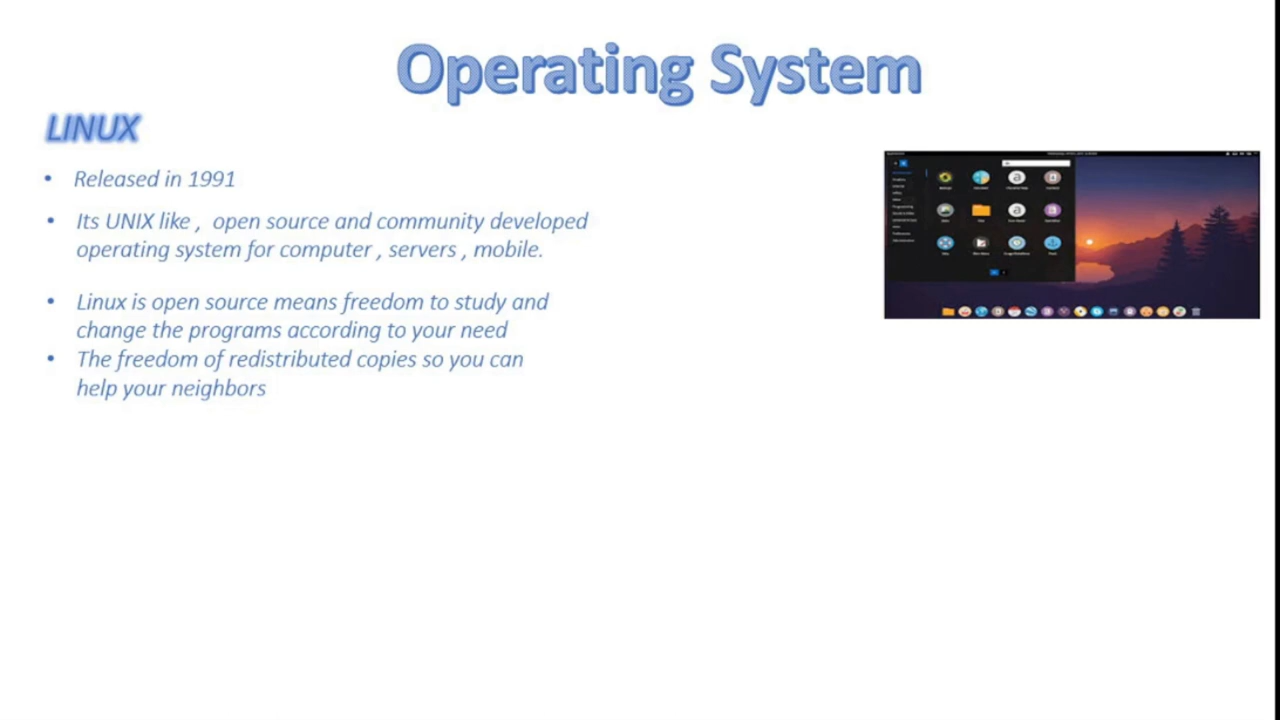 Operating System
LINUX
• Released in 1991
• Its UNIX like , open source and community developed
operating system for computer , servers , mobile.
• Linux is open source means freedom to study and
change the programs according to your need
• The freedom of redistributed copies so you can
help your neighbors